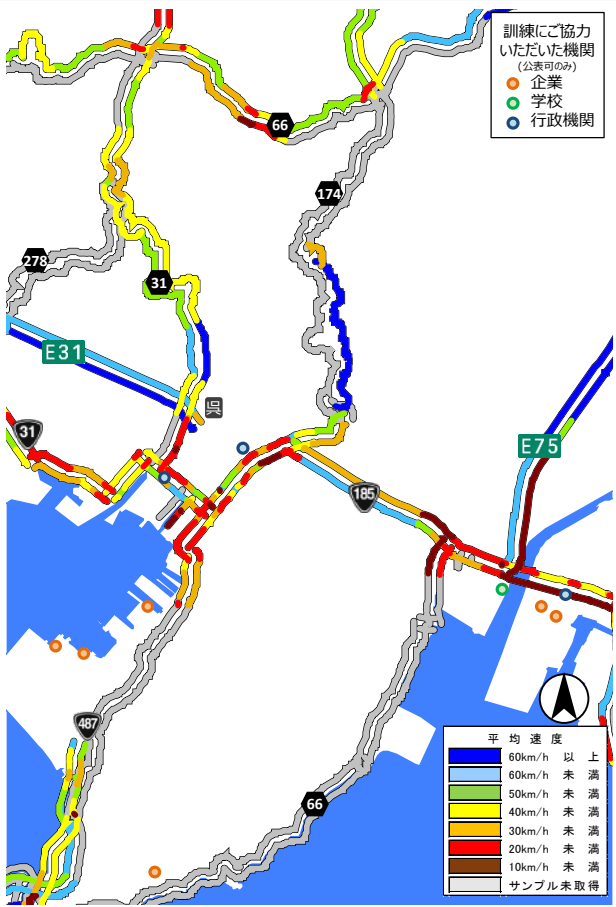 訓練にご協力
いただいた機関
(公表可のみ)
企業
学校
行政機関
66
174
278
31
E31
呉
31
E75
185
487
66
平均速度
60km/h 以上
60km/h 未満
50km/h 未満
40km/h 未満
30km/h 未満
20km/h 未満
10km/h 未満
サンプル未取得